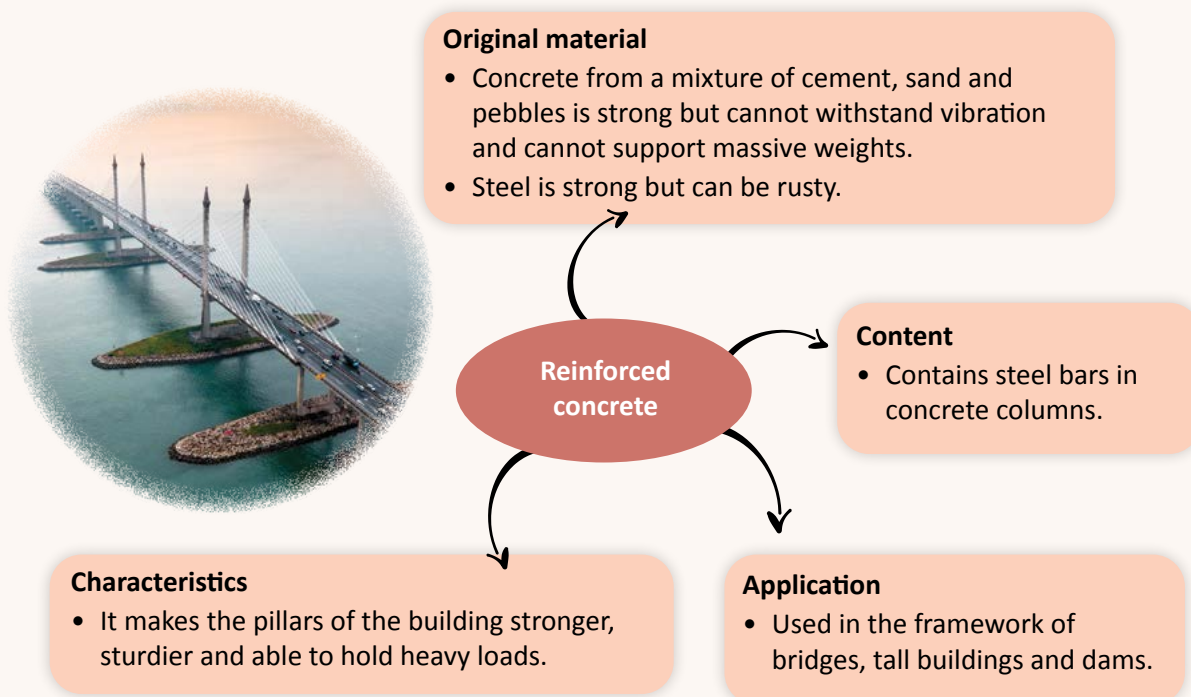 Original material
• Concrete from a mixture of cement, sand and
pebbles is strong but cannot withstand vibration
and cannot support massive weights.
• Steel is strong but can be rusty.
Reinforced
concrete
Content
• Contains steel bars in
concrete columns.
Characteristics
• It makes the pillars of the building stronger,
sturdier and able to hold heavy loads.
Application
• Used in the framework of
bridges, tall buildings and dams.